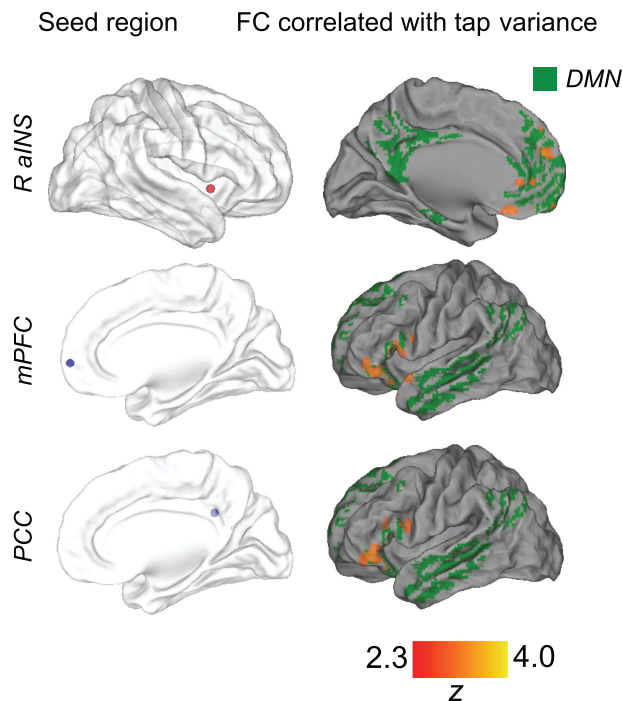 Seed region FC correlated with tap variance
DMN
R aINS
mPFC
PCC
2.3 4.0
z